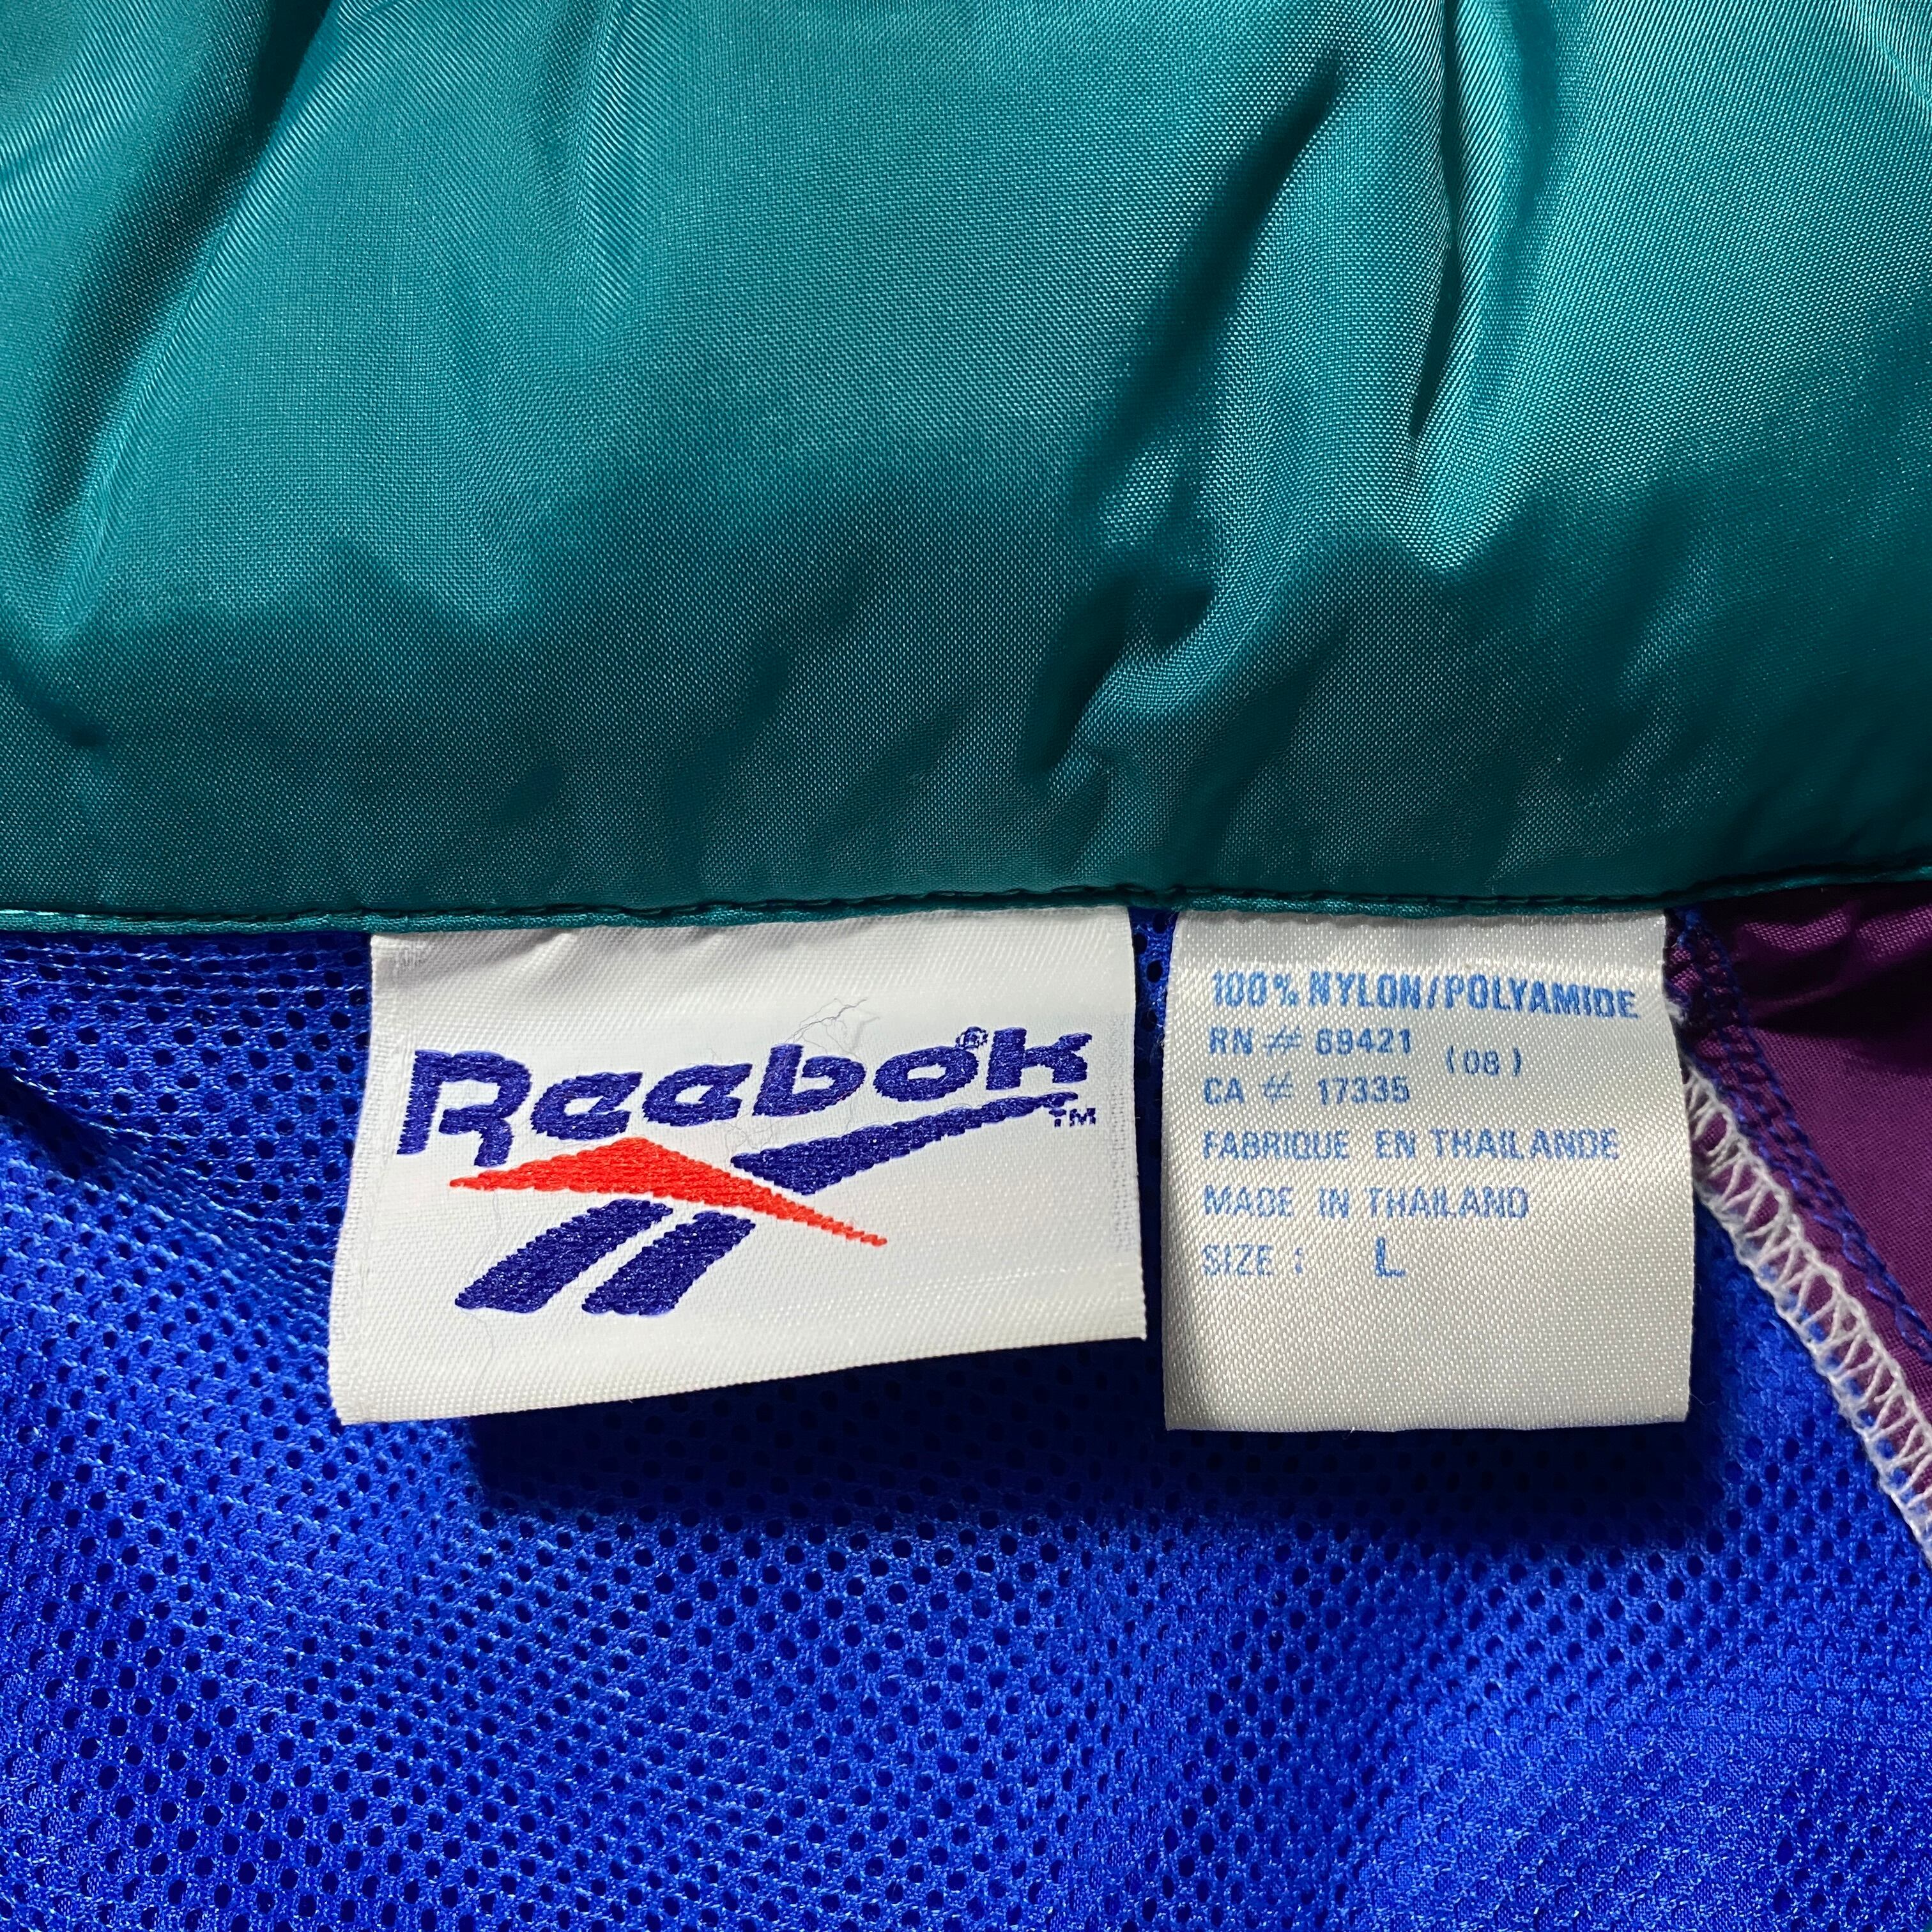 Reebok®
TM
100% NYLON/POLYAMIDE
RN # 69421 (08)
CA # 17335
FABRIQUE EN THAILANDE
MADE IN THAILAND
SIZE : L